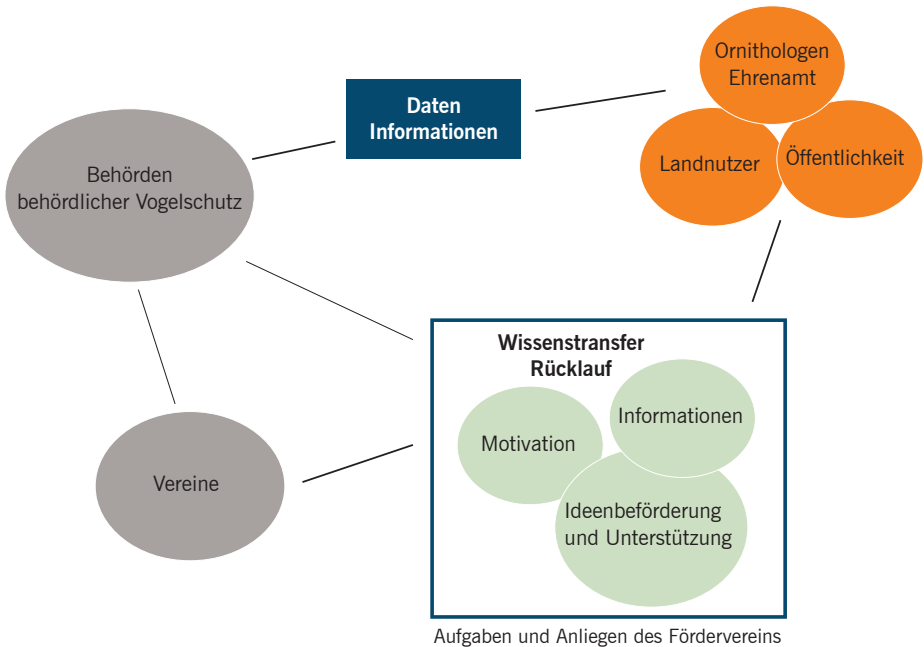 Ornithologen
Ehrenamt
Daten
Informationen
Landnutzer
Öffentlichkeit
Behörden
behördlicher Vogelschutz
Wissenstransfer
Rücklauf
Informationen
Motivation
Vereine
Ideenbeförderung
und Unterstützung
Aufgaben und Anliegen des Fördervereins